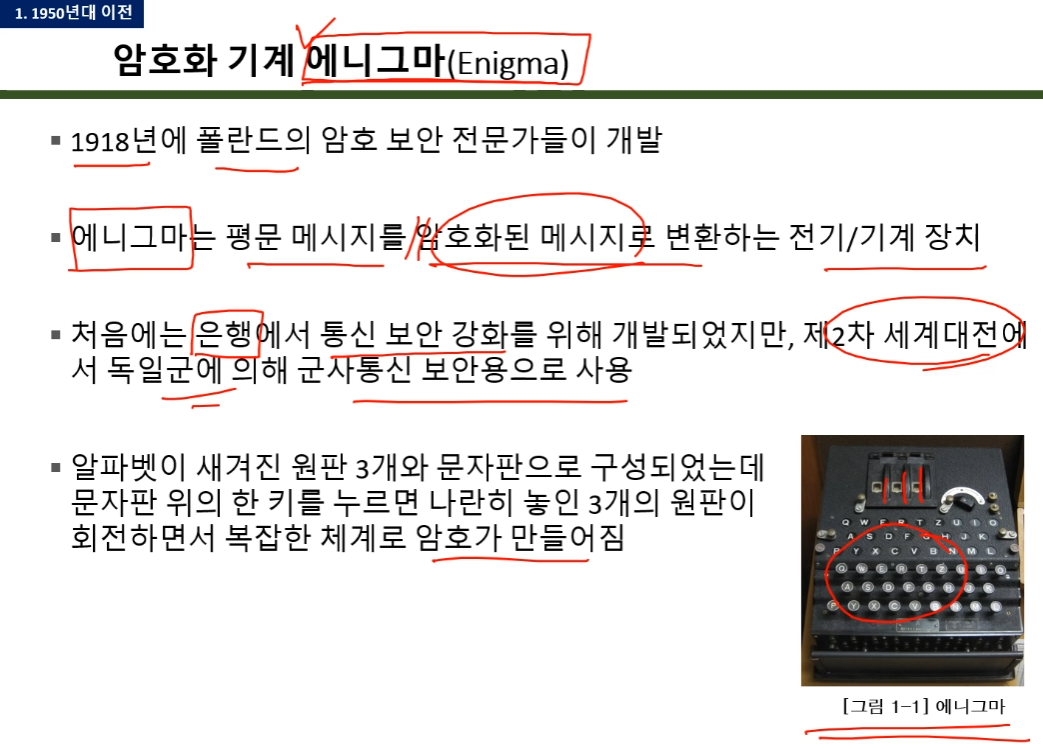 1. 1950년대 이전
암호화 기계 에니그마(Enigma)
▪ 1918년에 폴란드의 암호 보안 전문가들이 개발
▪ 에니그마는 평문 메시지를 암호화된 메시지로 변환하는 전기/기계 장치
▪ 처음에는 은행에서 통신 보안 강화를 위해 개발되었지만, 제2차 세계대전에
서 독일군에 의해 군사통신 보안용으로 사용
▪ 알파벳이 새겨진 원판 3개와 문자판으로 구성되었는데
문자판 위의 한 키를 누르면 나란히 놓인 3개의 원판이
회전하면서 복잡한 체계로 암호가 만들어짐
Q W E R T Z U I O
A S D F G H J K
P Y X C V B N M L
Q W E R T Z U I O
A S D F G H J K
P Y X C V B N M L
[그림 1-1] 에니그마